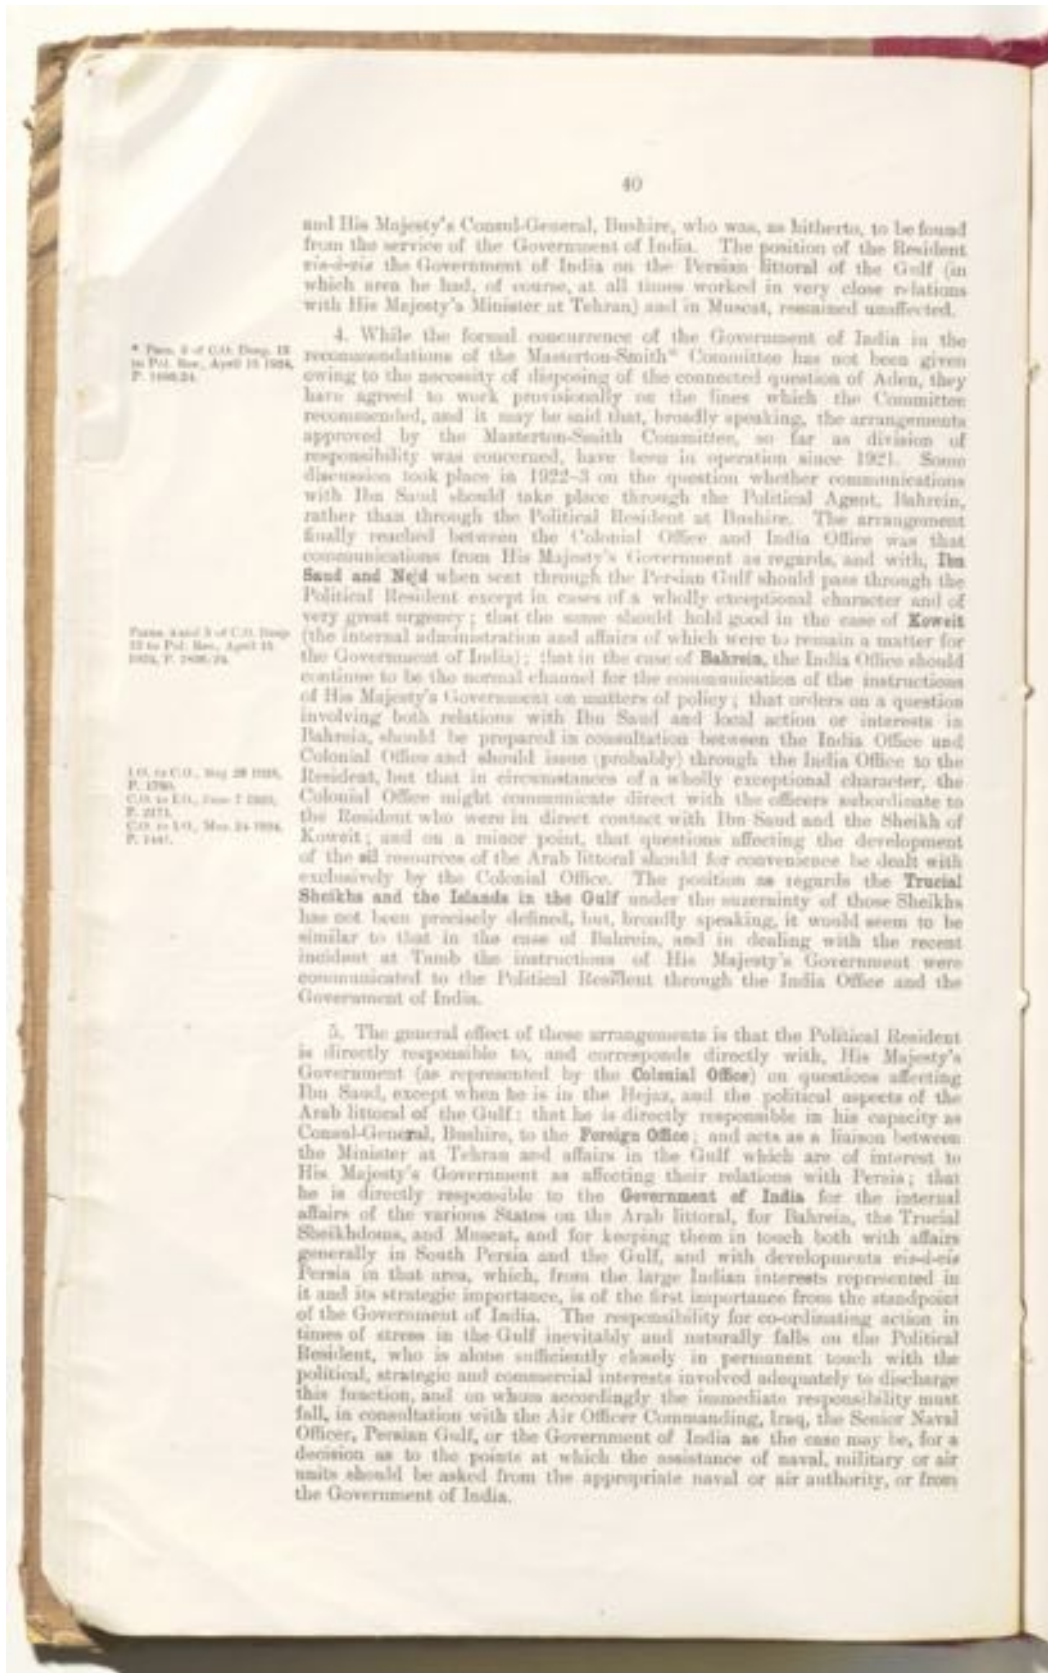 40
and His Majesty's Consul-General, Bushire, who was, as hitherto, to be found
from the service of the Government of India. The position of the Resident
vis-à-vis the Government of India on the Persian littoral of the Gulf (in
which area he had, of course, at all times worked in very close relations
with His Majesty's Minister at Tehran) and in Muscat, remained unaffected.
4. While the formal concurrence of the Government of India in the
recommendations of the Masterton-Smith* Committee has not been given
owing to the necessity of disposing of the connected question of Aden, they
have agreed to work provisionally on the lines which the Committee
recommended, and it may be said that, broadly speaking, the arrangements
approved by the Masterton-Smith Committee, so far as division of
responsibility was concerned, have been in operation since 1921. Some
discussion took place in 1922-3 on the question whether communications
with Ibn Saud should take place through the Political Agent, Bahrein,
rather than through the Political Resident at Bushire. The arrangement
finally reached between the Colonial Office and India Office was that
communications from His Majesty's Government as regards, and with, Ibn
Saud and Nejd when sent through the Persian Gulf should pass through the
Political Resident except in cases of a wholly exceptional character and of
very great urgency; that the same should hold good in the case of Koweit
(the internal administration and affairs of which were to remain a matter for
the Government of India); that in the case of Bahrein, the India Office should
continue to be the normal channel for the communication of the instructions
of His Majesty's Government on matters of policy; that orders on a question
involving both relations with Ibn Saud and local action or interests in
Bahrein, should be prepared in consultation between the India Office and
Colonial Office and should issue (probably) through the India Office to the
Resident, but that in circumstances of a wholly exceptional character, the
Colonial Office might communicate direct with the officers subordinate to
the Resident who were in direct contact with Ibn Saud and the Sheikh of
Koweit; and on a minor point, that questions affecting the development
of the oil resources of the Arab littoral should for convenience be dealt with
exclusively by the Colonial Office. The position as regards the Trucial
Sheikhs and the Islands in the Gulf under the suzerainty of those Sheikhs
has not been precisely defined, but, broadly speaking, it would seem to be
similar to that in the case of Bahrein, and in dealing with the recent
incident at Tamb the instructions of His Majesty's Government were
communicated to the Political Resident through the India Office and the
Government of India.
5. The general effect of these arrangements is that the Political Resident
is directly responsible to, and corresponds directly with, His Majesty's
Government (as represented by the Colonial Office) on questions affecting
Ibn Saud, except when he is in the Hejaz, and the political aspects of the
Arab littoral of the Gulf: that he is directly responsible in his capacity as
Consul-General, Bushire, to the Foreign Office; and acts as a liaison between
the Minister at Tehran and affairs in the Gulf which are of interest to
His Majesty's Government as affecting their relations with Persia; that
he is directly responsible to the Government of India for the internal
affairs of the various States on the Arab littoral, for Bahrein, the Trucial
Sheikhdoms, and Muscat, and for keeping them in touch both with affairs
generally in South Persia and the Gulf, and with developments vis-à-vis
Persia in that area, which, from the large Indian interests represented in
it and its strategic importance, is of the first importance from the standpoint
of the Government of India. The responsibility for co-ordinating action in
times of stress in the Gulf inevitably and naturally falls on the Political
Resident, who is alone sufficiently closely in permanent touch with the
political, strategic and commercial interests involved adequately to discharge
this function, and on whom accordingly the immediate responsibility must
fall, in consultation with the Air Officer Commanding, Iraq, the Senior Naval
Officer, Persian Gulf, or the Government of India as the case may be, for a
decision as to the points at which the assistance of naval, military or air
units should be asked from the appropriate naval or air authority, or from
the Government of India.
* Para. of C.O. Desp.
to Pol. Res., April 15 1924,
Paras. 4 and 5 of C.O. Desp.
to Pol. Res., April 15
1924, P.
I.O. to C.O., May
C.O. to I.O., June 7
C.O. to I.O., Mar. 24 1924,